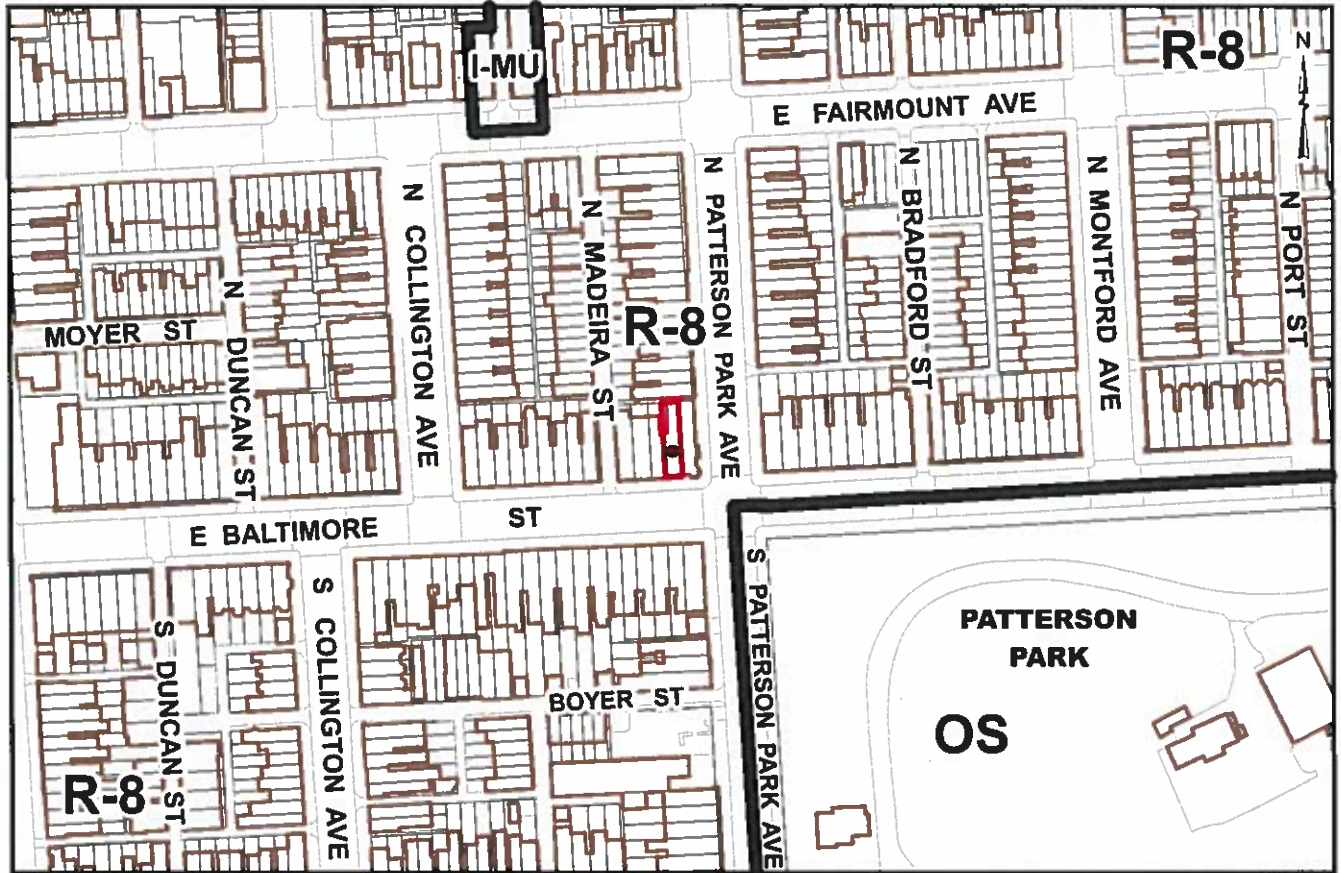 I-MU
R-8
N
E FAIRMOUNT AVE
N COLLINGTON AVE
N MADEIRA ST
N PATTERSON PARK AVE
N BRADFORD ST
N MONTFORD AVE
N PORT ST
MOYER ST
N DUNCAN ST
R-8
E BALTIMORE ST
S DUNCAN ST
S COLLINGTON AVE
S PATTERSON PARK AVE
PATTERSON
PARK
BOYER ST
OS
R-8